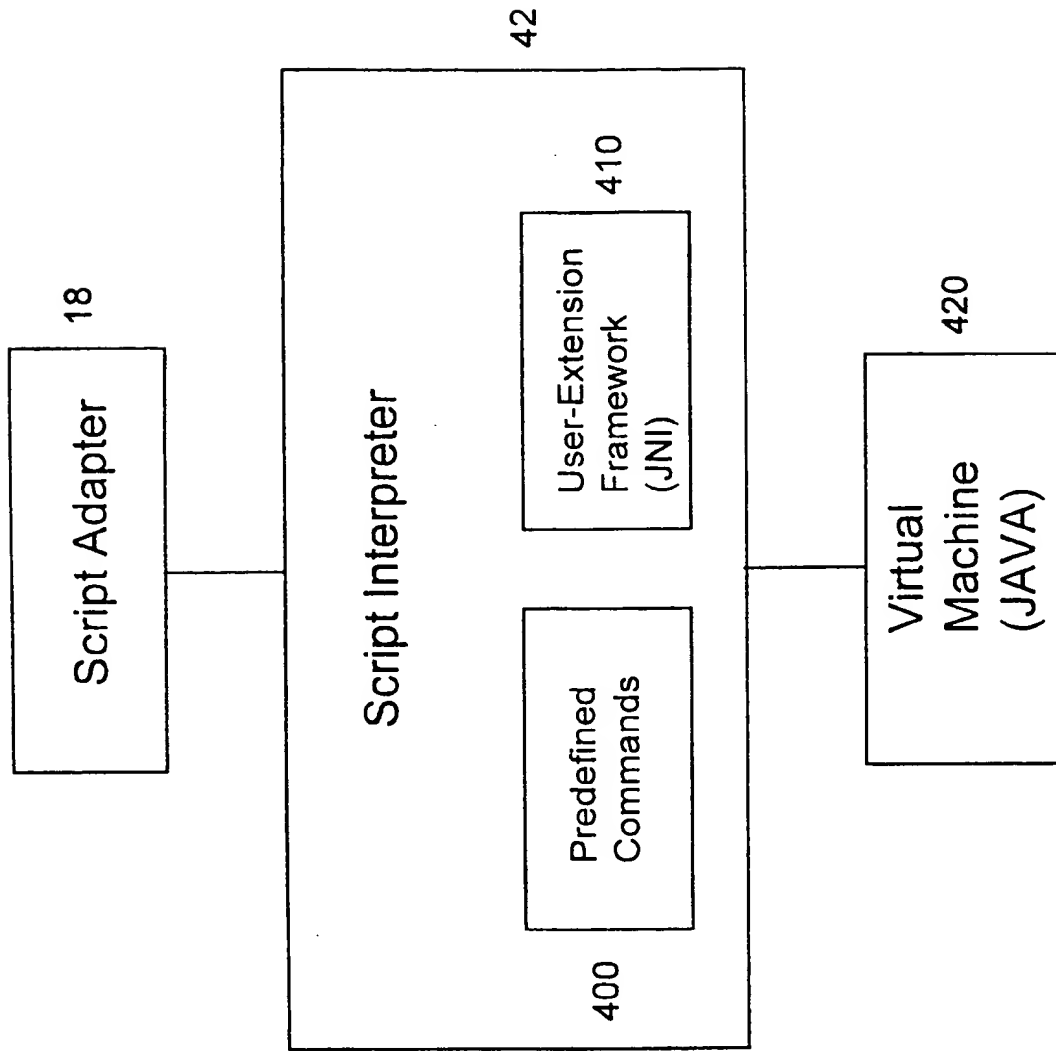 Script Adapter
18
42
Script Interpreter
Predefined
Commands
400
User-Extension
Framework
(JNI)
410
Virtual
Machine
(JAVA)
420